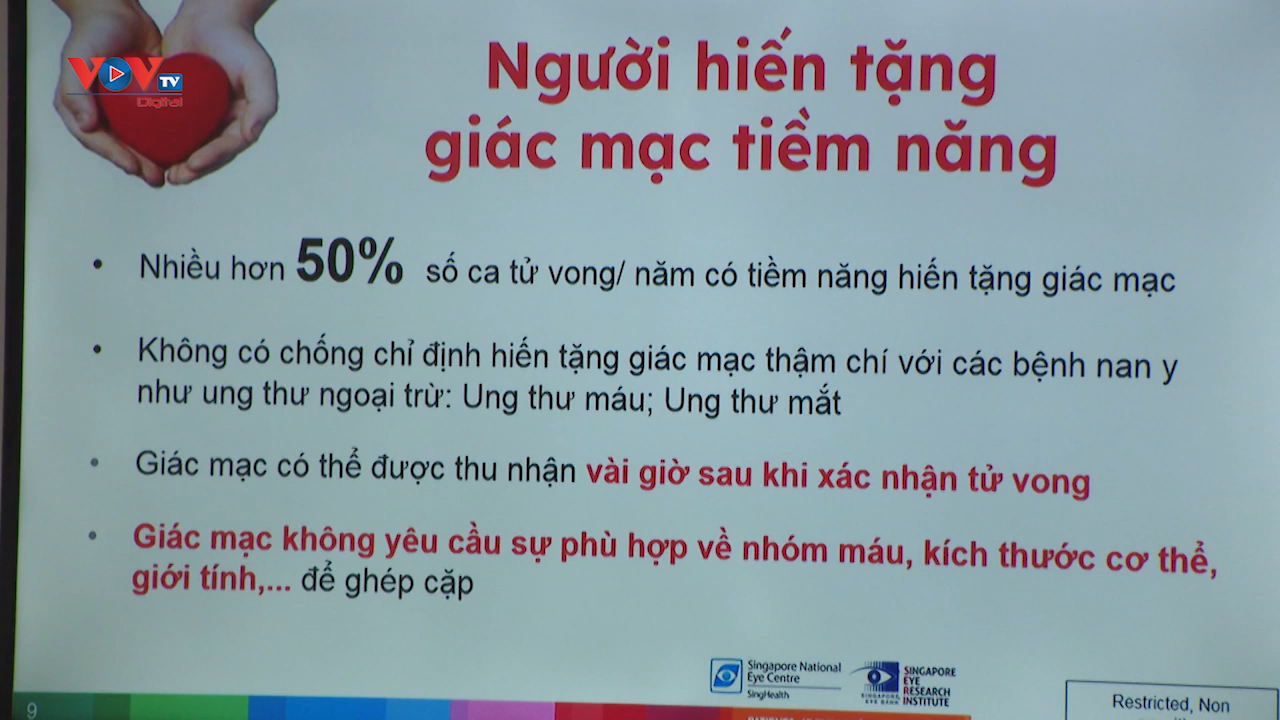 VOV TV
Digital
Người hiến tặng
giác mạc tiềm năng
• Nhiều hơn 50% số ca tử vong/ năm có tiềm năng hiến tặng giác mạc
• Không có chống chỉ định hiến tặng giác mạc thậm chí với các bệnh nan y
như ung thư ngoại trừ: Ung thư máu; Ung thư mắt
• Giác mạc có thể được thu nhận vài giờ sau khi xác nhận tử vong
• Giác mạc không yêu cầu sự phù hợp về nhóm máu, kích thước cơ thể,
giới tính,... để ghép cặp
Singapore National
Eye Centre
SingHealth
SINGAPORE
EYE BANK
SINGAPORE
EYE
RESEARCH
INSTITUTE
Restricted, Non
9